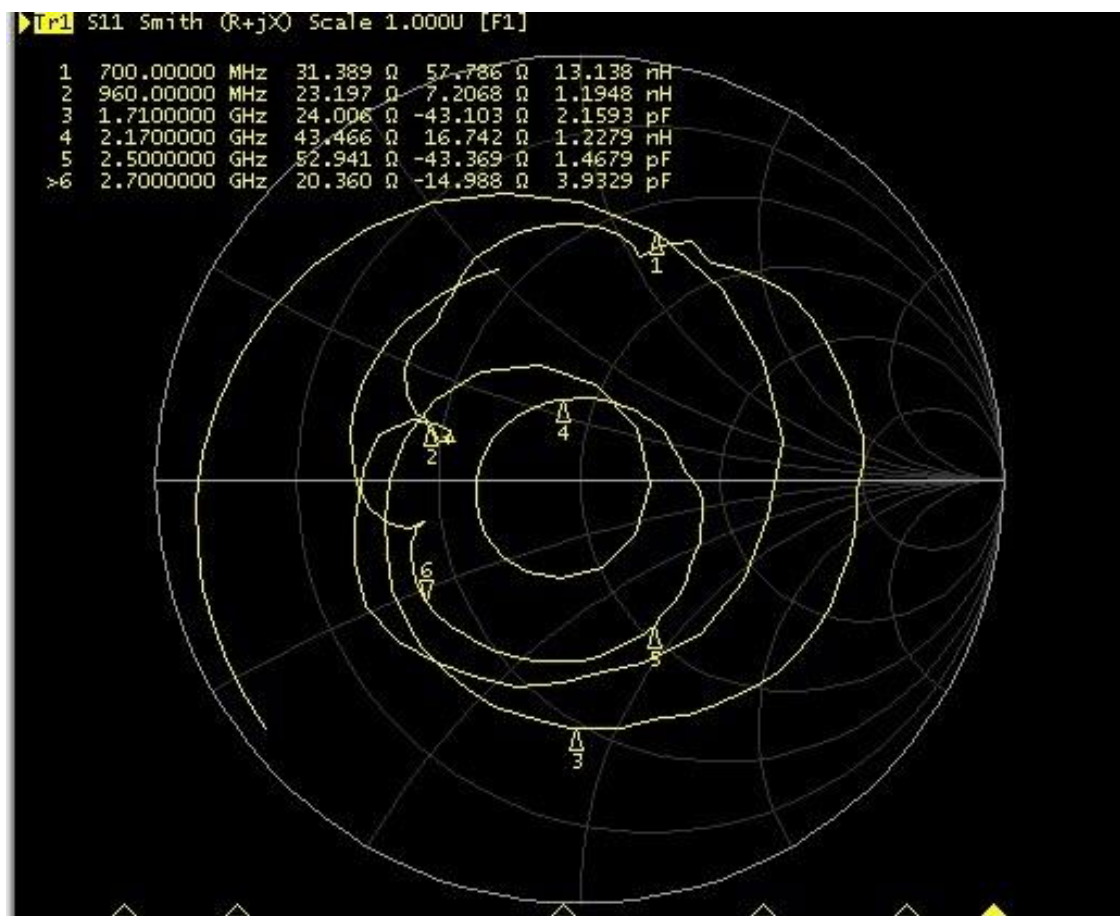 Tr1 S11 Smith (R+jX) Scale 1.000U [F1]
1 700.00000 MHz 31.389 Ω 57.786 Ω 13.138 nH
2 960.00000 MHz 23.197 Ω 7.2068 Ω 1.1948 nH
3 1.7100000 GHz 24.006 Ω -43.103 Ω 2.1593 pF
4 2.1700000 GHz 43.466 Ω 16.742 Ω 1.2279 nH
5 2.5000000 GHz 52.941 Ω -43.369 Ω 1.4679 pF
>6 2.7000000 GHz 20.360 Ω -14.988 Ω 3.9329 pF
1
4
2
6
5
3